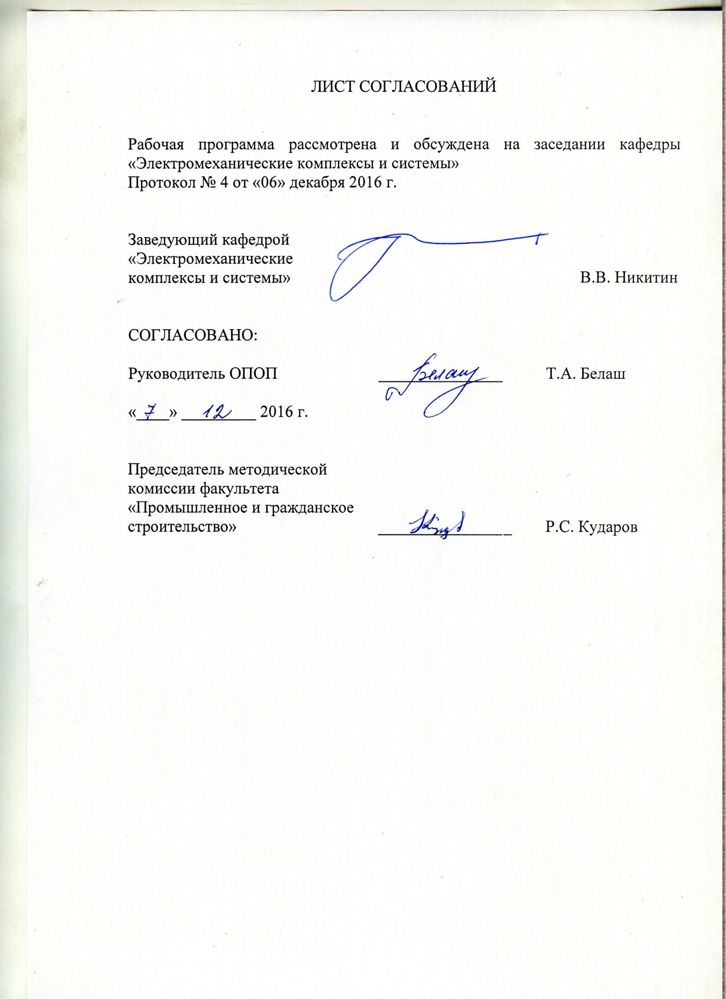 ЛИСТ СОГЛАСОВАНИЙ
Рабочая программа рассмотрена и обсуждена на заседании кафедры
«Электромеханические комплексы и системы»
Протокол № 4 от «06» декабря 2016 г.
Заведующий кафедрой
«Электромеханические
комплексы и системы» В.В. Никитин
СОГЛАСОВАНО:
Руководитель ОПОП Белаш Т.А. Белаш
«7» 12 2016 г.
Председатель методической
комиссии факультета
«Промышленное и гражданское
строительство» Р.С. Кударов